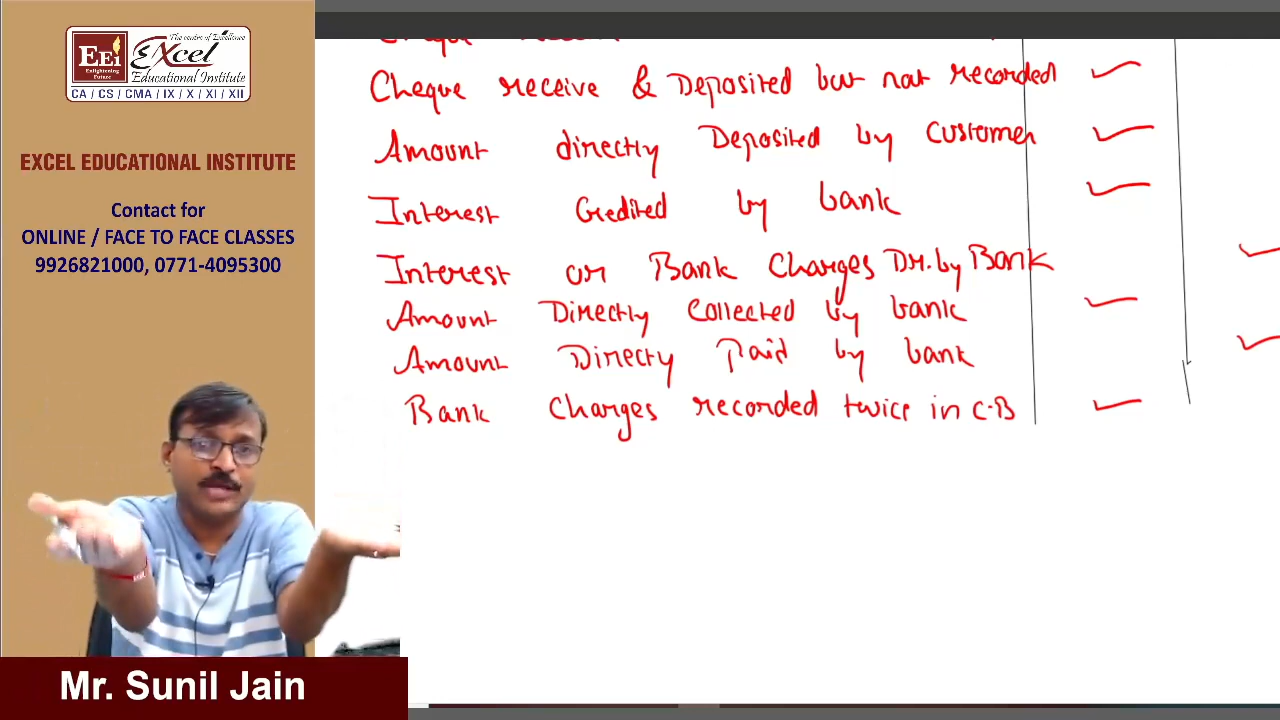 The centre of Excellence
EEi
Enlightening
Future
Excel
Educational Institute
CA / CS / CMA / IX / X / XI / XII
EXCEL EDUCATIONAL INSTITUTE
Contact for
ONLINE / FACE TO FACE CLASSES
9926821000, 0771-4095300
Cheque receive & Deposited but not recorded
Amount directly Deposited by customer
Interest Credited by bank
Interest or Bank Charges Dr. by Bank
Amount Directly Collected by bank
Amount Directy Paid by bank
Bank Charges recorded twice in C-B
Mr. Sunil Jain